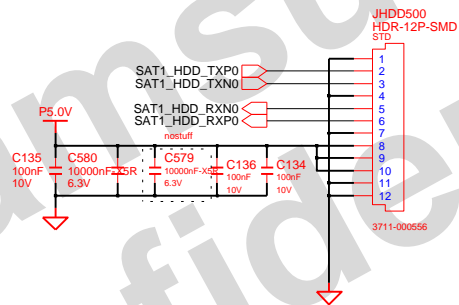 JHDD500
HDR-12P-SMD
STD
1
SAT1_HDD_TXP0 2
SAT1_HDD_TXN0 3
4
SAT1_HDD_RXN0 5
SAT1_HDD_RXP0 6
P5.0V
nostuff
7
8
9
10
11
12
C135
100nF
10V
C580
10000nF-X5R
6.3V
C579
10000nF-X5R
6.3V
C136
100nF
10V
C134
100nF
10V
3711-000556